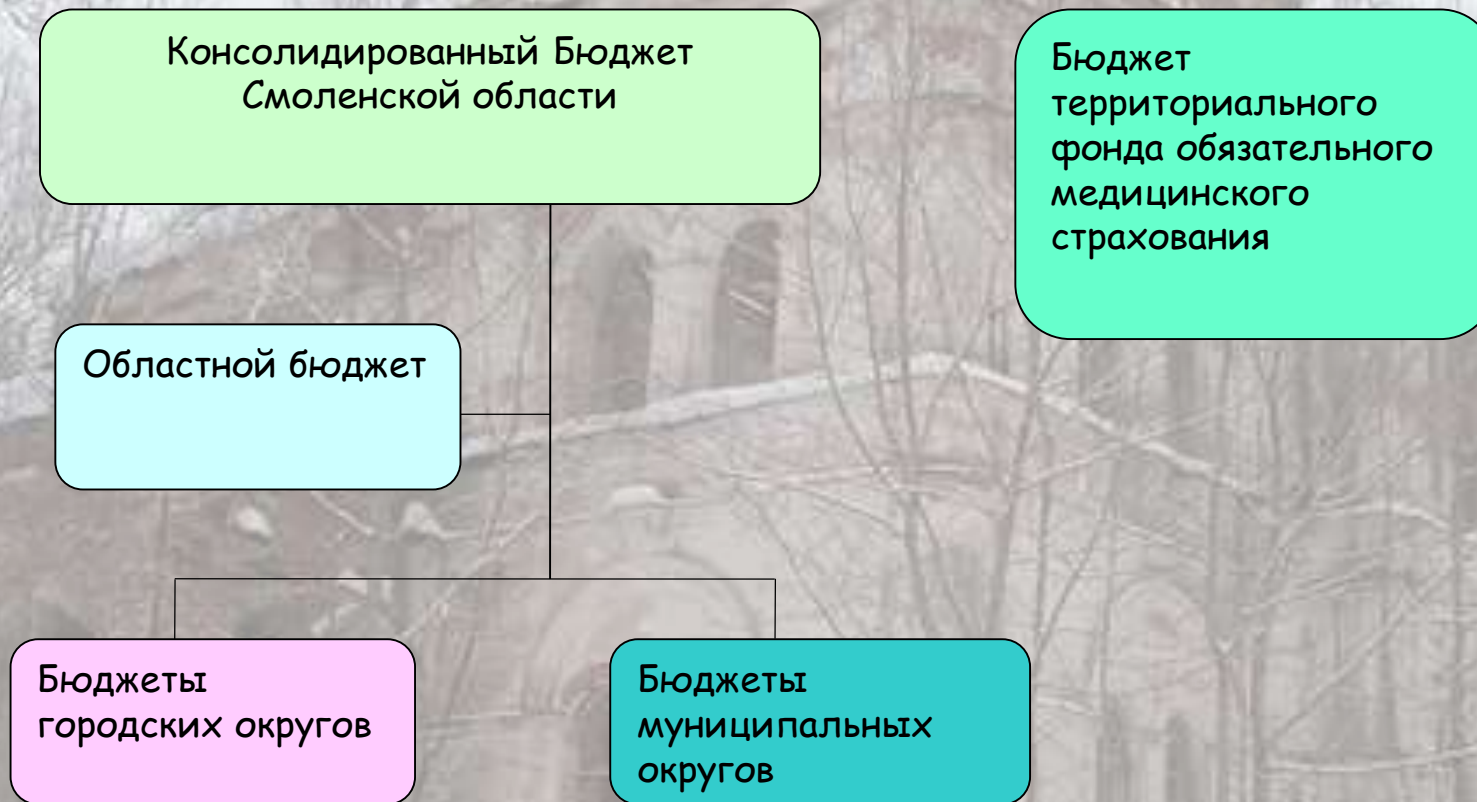 Консолидированный Бюджет
Смоленской области
Бюджет
территориального
фонда обязательного
медицинского
страхования
Областной бюджет
Бюджеты
городских округов
Бюджеты
муниципальных
округов